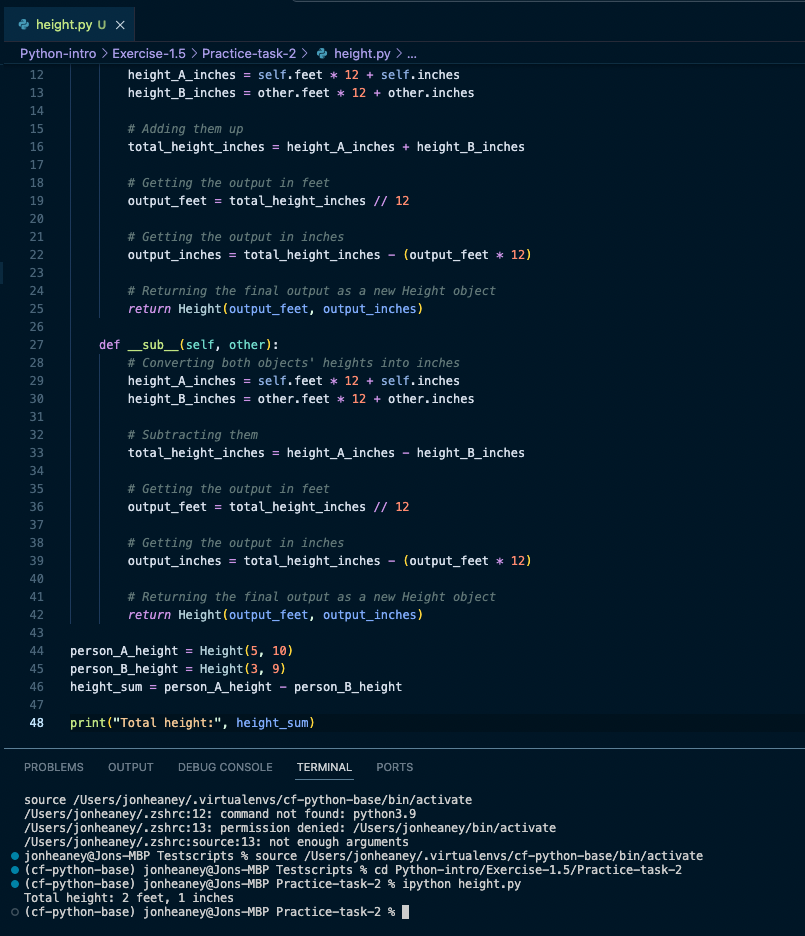 height.py U ×
Python-intro > Exercise-1.5 > Practice-task-2 > height.py > ...
12 height_A_inches = self.feet * 12 + self.inches
13 height_B_inches = other.feet * 12 + other.inches
14
15 # Adding them up
16 total_height_inches = height_A_inches + height_B_inches
17
18 # Getting the output in feet
19 output_feet = total_height_inches // 12
20
21 # Getting the output in inches
22 output_inches = total_height_inches - (output_feet * 12)
23
24 # Returning the final output as a new Height object
25 return Height(output_feet, output_inches)
26
27 def __sub__(self, other):
28 # Converting both objects' heights into inches
29 height_A_inches = self.feet * 12 + self.inches
30 height_B_inches = other.feet * 12 + other.inches
31
32 # Subtracting them
33 total_height_inches = height_A_inches - height_B_inches
34
35 # Getting the output in feet
36 output_feet = total_height_inches // 12
37
38 # Getting the output in inches
39 output_inches = total_height_inches - (output_feet * 12)
40
41 # Returning the final output as a new Height object
42 return Height(output_feet, output_inches)
43
44 person_A_height = Height(5, 10)
45 person_B_height = Height(3, 9)
46 height_sum = person_A_height - person_B_height
47
48 print("Total height:", height_sum)
PROBLEMS OUTPUT DEBUG CONSOLE TERMINAL PORTS
source /Users/jonheaney/.virtualenvs/cf-python-base/bin/activate
/Users/jonheaney/.zshrc:12: command not found: python3.9
/Users/jonheaney/.zshrc:13: permission denied: /Users/jonheaney/bin/activate
/Users/jonheaney/.zshrc:source:13: not enough arguments
jonheaney@Jons-MBP Testscripts % source /Users/jonheaney/.virtualenvs/cf-python-base/bin/activate
(cf-python-base) jonheaney@Jons-MBP Testscripts % cd Python-intro/Exercise-1.5/Practice-task-2
(cf-python-base) jonheaney@Jons-MBP Practice-task-2 % ipython height.py
Total height: 2 feet, 1 inches
(cf-python-base) jonheaney@Jons-MBP Practice-task-2 %